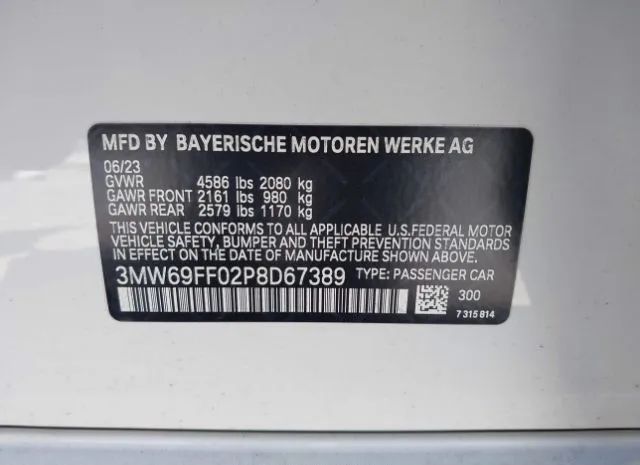 MFD BY BAYERISCHE MOTOREN WERKE AG
06/23
GVWR 4586 lbs 2080 kg
GAWR FRONT 2161 lbs 980 kg
GAWR REAR 2579 lbs 1170 kg
THIS VEHICLE CONFORMS TO ALL APPLICABLE U.S.FEDERAL MOTOR
VEHICLE SAFETY, BUMPER, AND THEFT PREVENTION STANDARDS
IN EFFECT ON THE DATE OF MANUFACTURE SHOWN ABOVE.
3MW69FF02P8D67389 TYPE: PASSENGER CAR
300
7 315 814